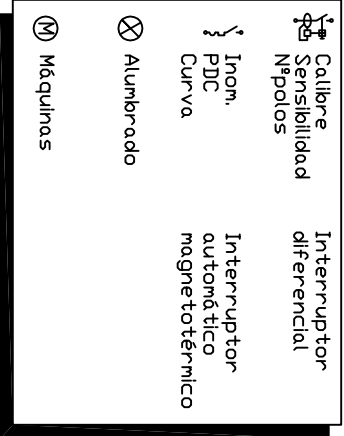 Calibre
Sensibilidad
Nºpolos
Interruptor
diferencial
Inom.
PDC
Curva
Interruptor
automático
magnetotérmico
Alumbrado
M Máquinas